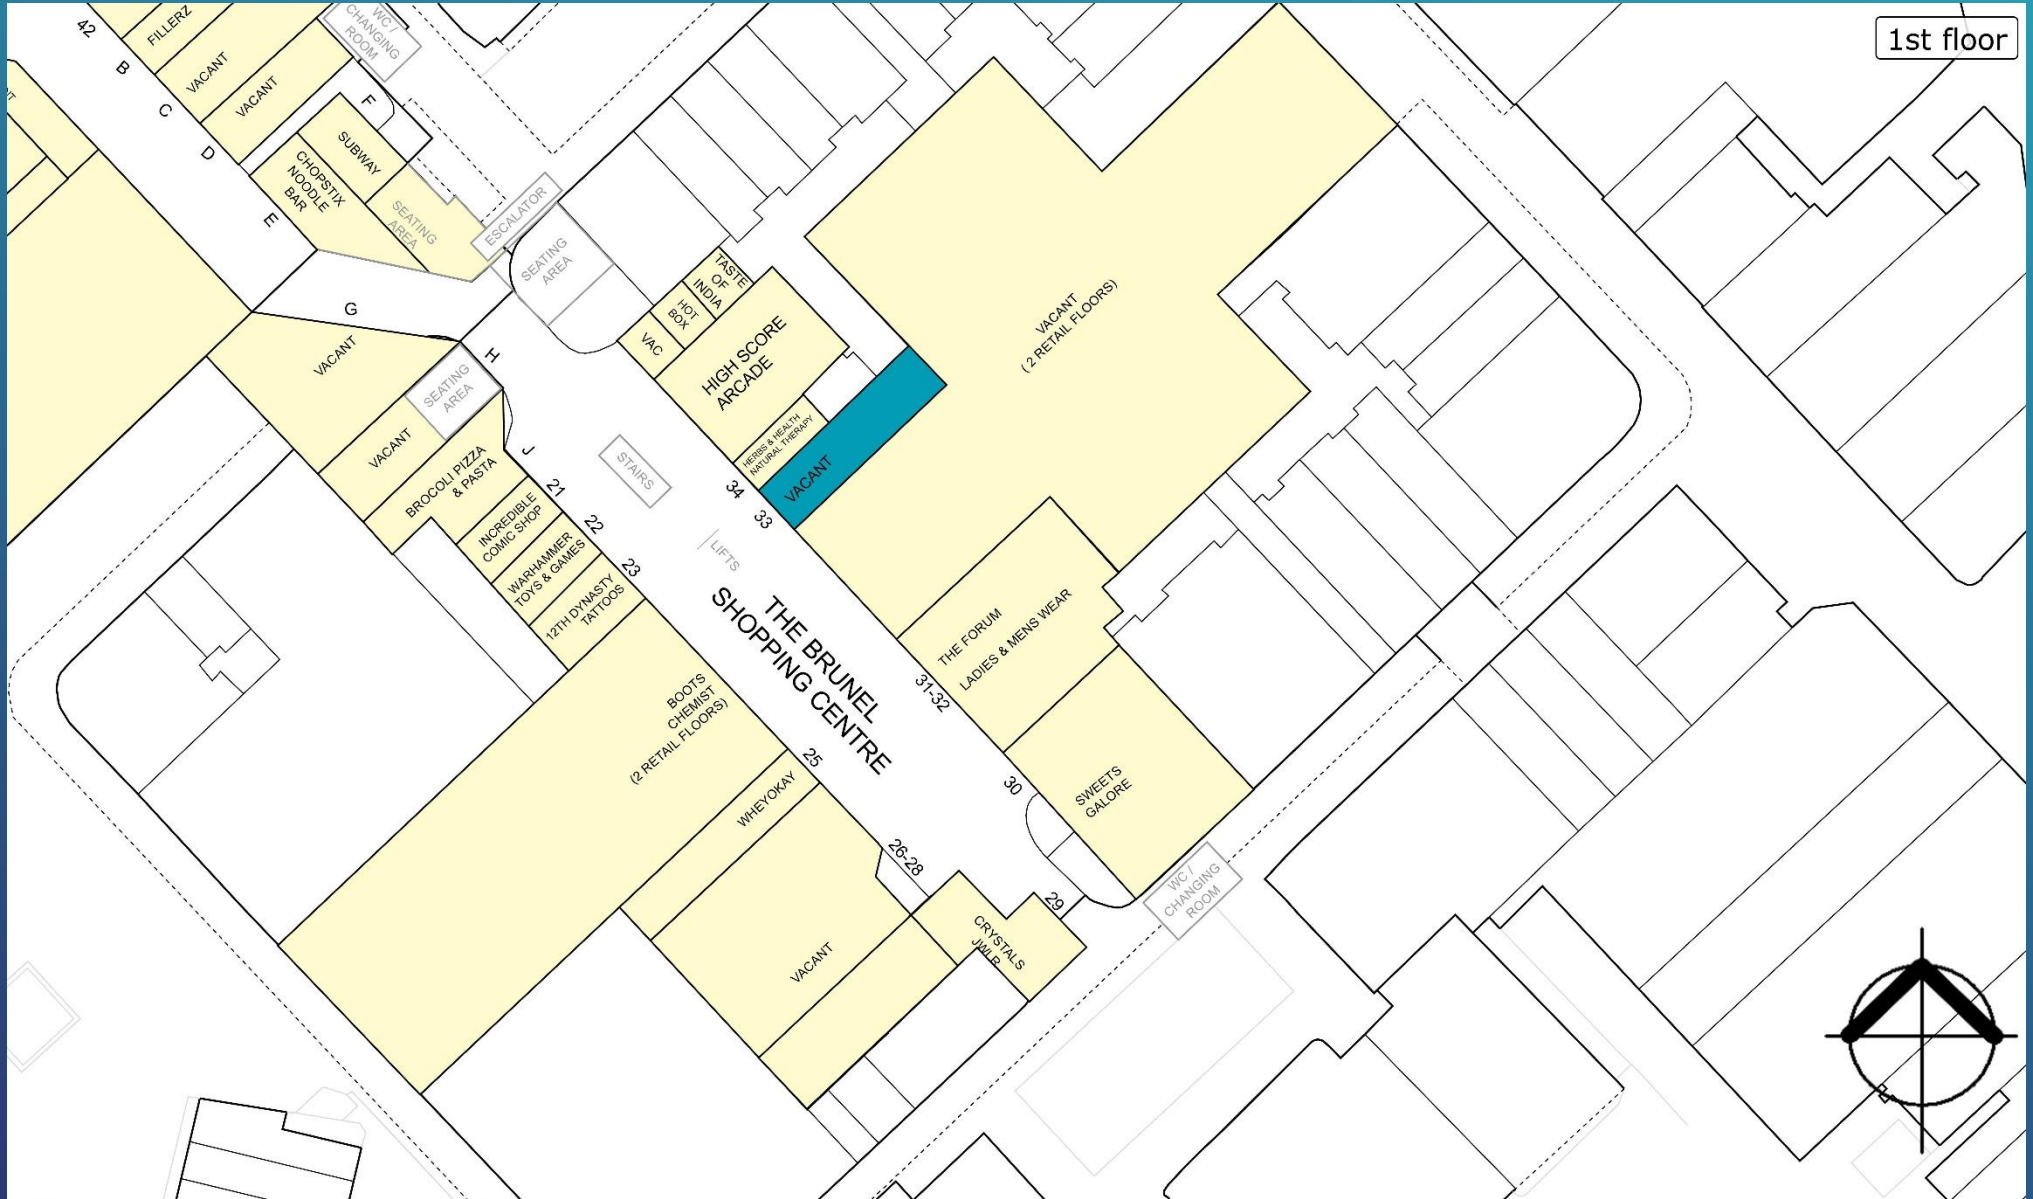 1st floor
42
FILLERZ
WC /
CHANGING
ROOM
B
VACANT
C
VACANT
F
D
SUBWAY
CHOPSTIX
NOODLE
BAR
E
SEATING
AREA
ESCALATOR
SEATING
AREA
TASTE
OF
INDIA
HOT
BOX
VAC
G
VACANT
H
HIGH SCORE
ARCADE
VACANT
( 2 RETAIL FLOORS)
SEATING
AREA
VACANT
BROCOLI PIZZA
& PASTA
J
STAIRS
HERBS & HEALTH
NATURAL THERAPY
VACANT
34
33
21
INCREDIBLE
COMIC SHOP
22
WARHAMMER
TOYS & GAMES
23
12TH DYNASTY
TATTOOS
LIFTS
THE BRUNEL
SHOPPING CENTRE
THE FORUM
LADIES & MENS WEAR
31-32
BOOTS
CHEMIST
(2 RETAIL FLOORS)
25
WHEYOKAY
30
SWEETS
GALORE
26-28
29
WC /
CHANGING
ROOM
CRYSTALS
JWLR
VACANT